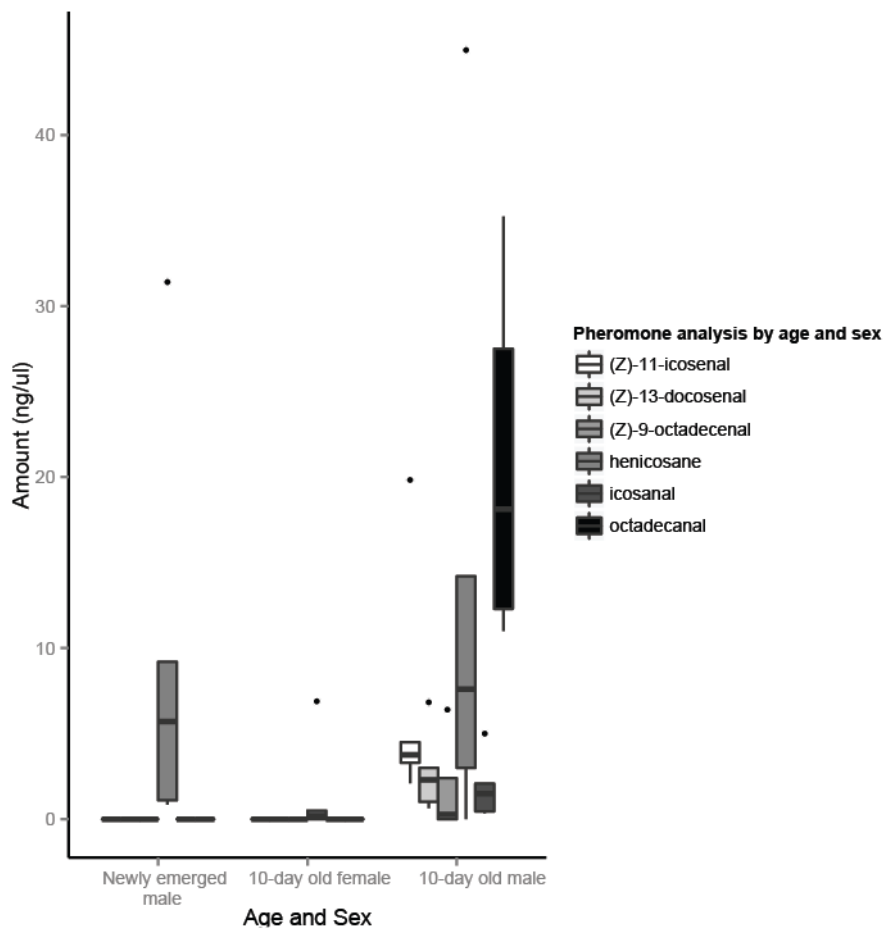 40
30
20
10
0
Amount (ng/ul)
Newly emerged
male
10-day old female
10-day old male
Age and Sex
Pheromone analysis by age and sex
(Z)-11-icosenal
(Z)-13-docosenal
(Z)-9-octadecenal
henicosane
icosanal
octadecanal